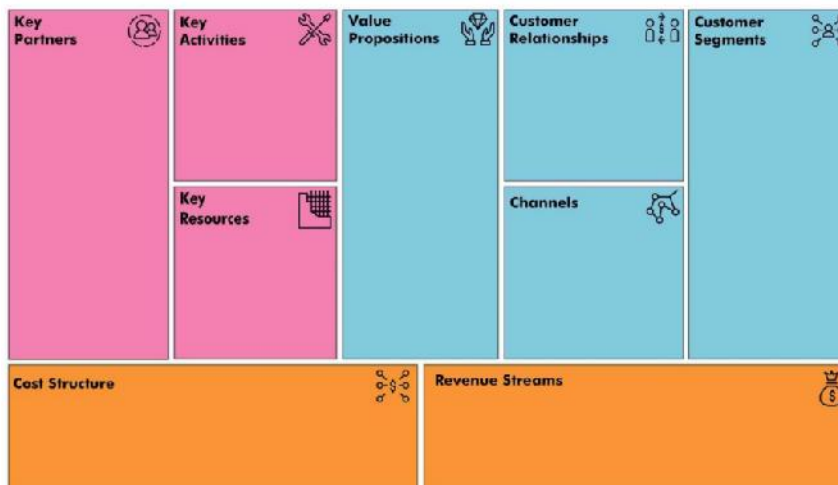 Key
Partners
Key
Activities
Value
Propositions
Customer
Relationships
Customer
Segments
Key
Resources
Channels
Cost Structure
$
Revenue Streams
$